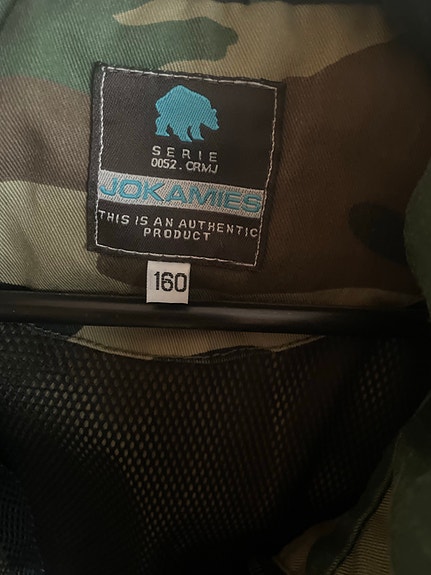 SERIE
0052.CRMJ
JOKAMIES
THIS IS AN AUTHENTIC
PRODUCT
160